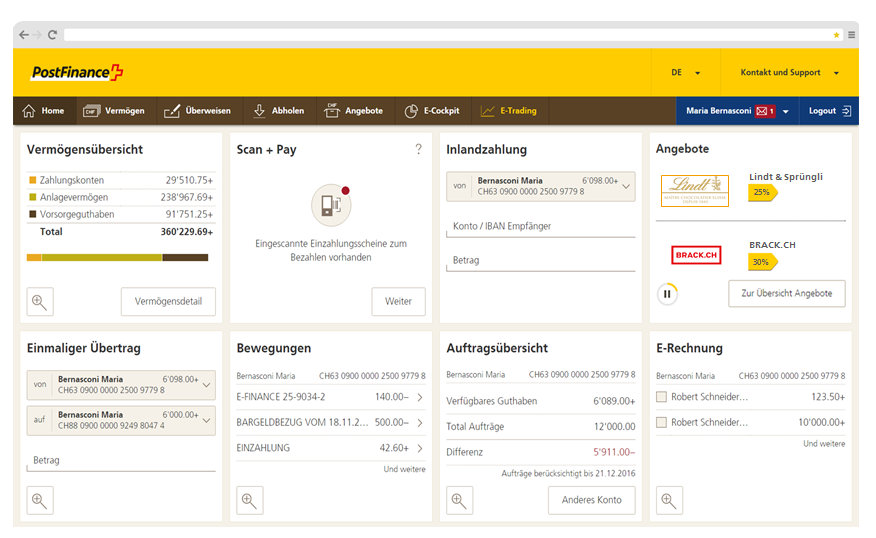 PostFinance
DE
Kontakt und Support
Home
CHF
Vermögen
Überweisen
Abholen
CHF
Angebote
E-Cockpit
E-Trading
Maria Bernasconi
1
Logout
Vermögensübersicht
Zahlungskonten 29'510.75+
Anlagevermögen 238'967.69+
Vorsorgeguthaben 91'751.25+
Total 360'229.69+
Vermögensdetail
Scan + Pay ?
Eingescannte Einzahlungsscheine zum
Bezahlen vorhanden
Weiter
Inlandzahlung
von Bernasconi Maria 6'098.00+
CH63 0900 0000 2500 9779 8
Konto / IBAN Empfänger
Betrag
Angebote
Lindt
Lindt & Sprüngli
25%
BRACK.CH
BRACK.CH
30%
Zur Übersicht Angebote
Einmaliger Übertrag
von Bernasconi Maria 6'098.00+
CH63 0900 0000 2500 9779 8
auf Bernasconi Maria 6'000.00+
CH88 0900 0000 9249 8047 4
Betrag
Bewegungen
Bernasconi Maria CH63 0900 0000 2500 9779 8
E-FINANCE 25-9034-2 140.00–
BARGELDBEZUG VOM 18.11.2... 500.00–
EINZAHLUNG 42.60+
Und weitere
Auftragsübersicht
Bernasconi Maria CH63 0900 0000 2500 9779 8
Verfügbares Guthaben 6'089.00+
Total Aufträge 12'000.00
Differenz 5'911.00–
Aufträge berücksichtigt bis 21.12.2016
Anderes Konto
E-Rechnung
Robert Schneider... 123.50+
Robert Schneider... 10'000.00+
Und weitere